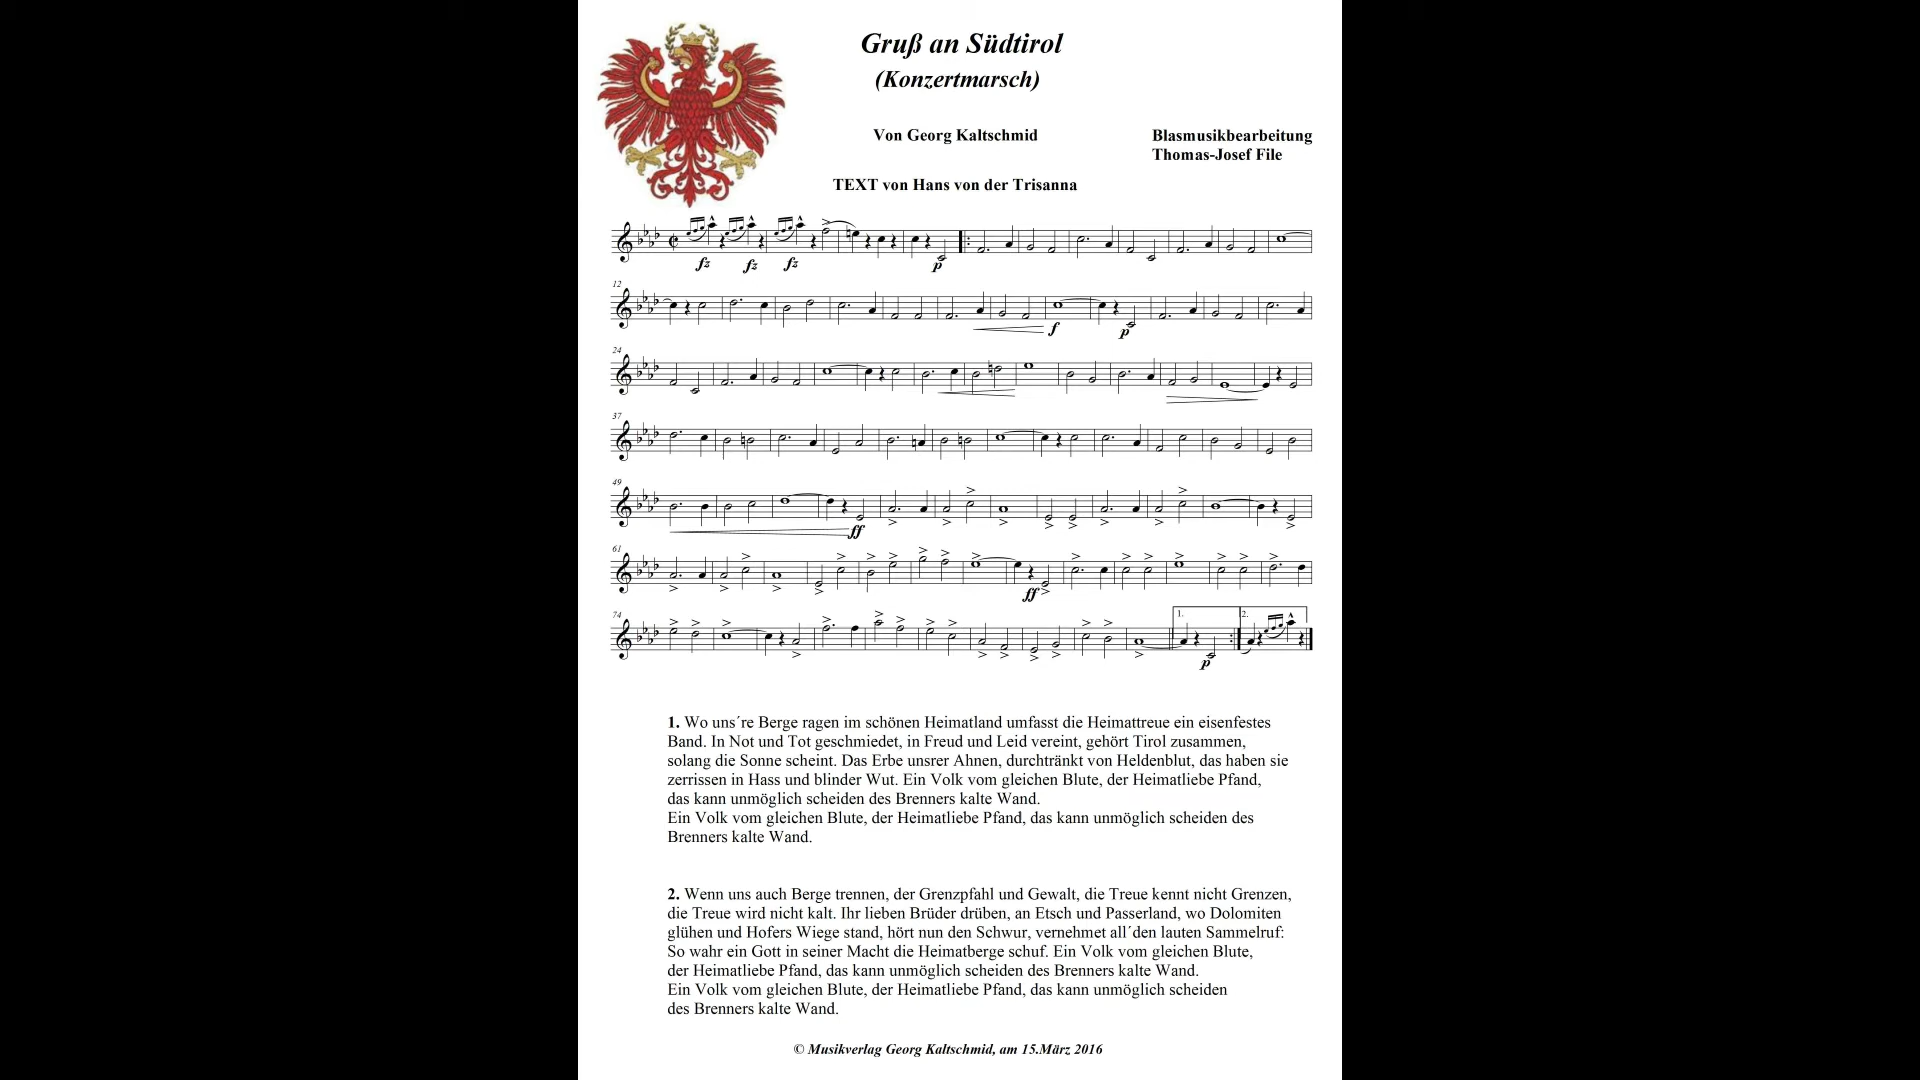 Gruß an Südtirol
(Konzertmarsch)
Von Georg Kaltschmid
Blasmusikbearbeitung
Thomas-Josef File
TEXT von Hans von der Trisanna
fz fz fz p
12
f p
24
37
49
ff
61
ff
74
1. 2.
p
1. Wo uns´re Berge ragen im schönen Heimatland umfasst die Heimattreue ein eisenfestes
Band. In Not und Tot geschmiedet, in Freud und Leid vereint, gehört Tirol zusammen,
solang die Sonne scheint. Das Erbe unsrer Ahnen, durchtränkt von Heldenblut, das haben sie
zerrissen in Hass und blinder Wut. Ein Volk vom gleichen Blute, der Heimatliebe Pfand,
das kann unmöglich scheiden des Brenners kalte Wand.
Ein Volk vom gleichen Blute, der Heimatliebe Pfand, das kann unmöglich scheiden des
Brenners kalte Wand.
2. Wenn uns auch Berge trennen, der Grenzpfahl und Gewalt, die Treue kennt nicht Grenzen,
die Treue wird nicht kalt. Ihr lieben Brüder drüben, an Etsch und Passerland, wo Dolomiten
glühen und Hofers Wiege stand, hört nun den Schwur, vernehmet all´den lauten Sammelruf:
So wahr ein Gott in seiner Macht die Heimatberge schuf. Ein Volk vom gleichen Blute,
der Heimatliebe Pfand, das kann unmöglich scheiden des Brenners kalte Wand.
Ein Volk vom gleichen Blute, der Heimatliebe Pfand, das kann unmöglich scheiden
des Brenners kalte Wand.
© Musikverlag Georg Kaltschmid, am 15.März 2016